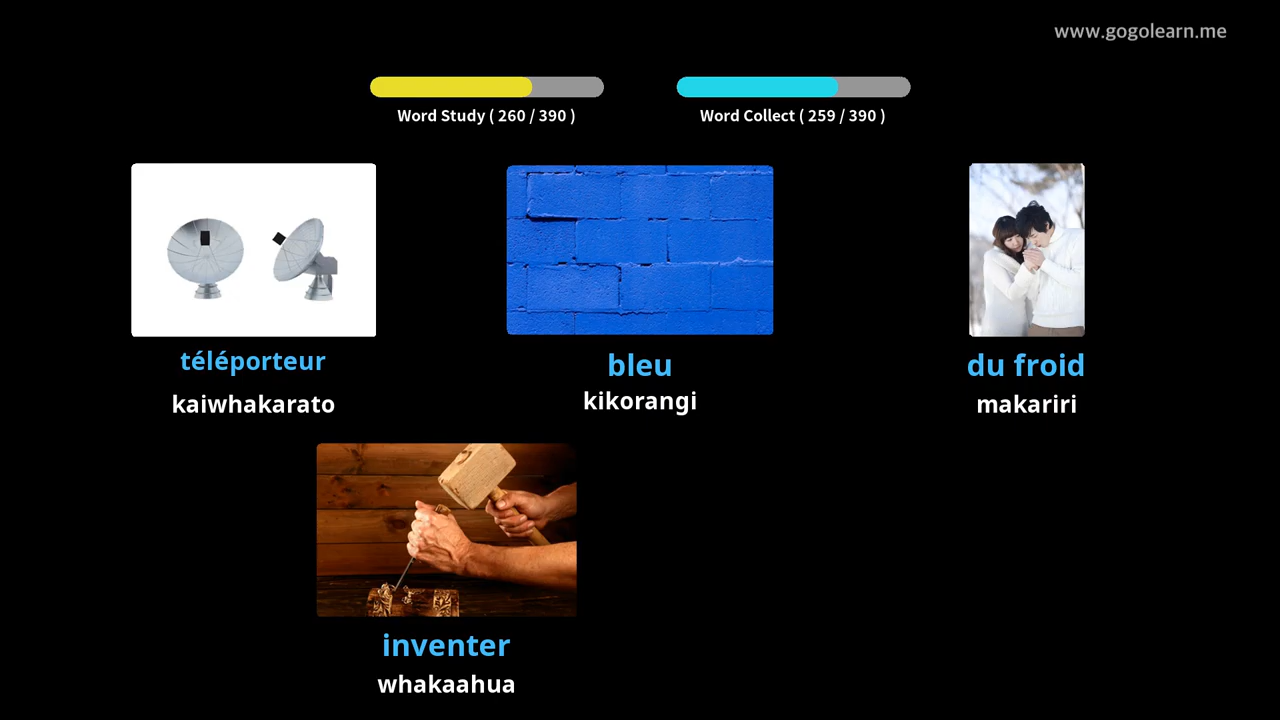 www.gogolearn.me
Word Study ( 260 / 390 )
Word Collect ( 259 / 390 )
téléporteur
kaiwhakarato
bleu
kikorangi
du froid
makariri
inventer
whakaahua